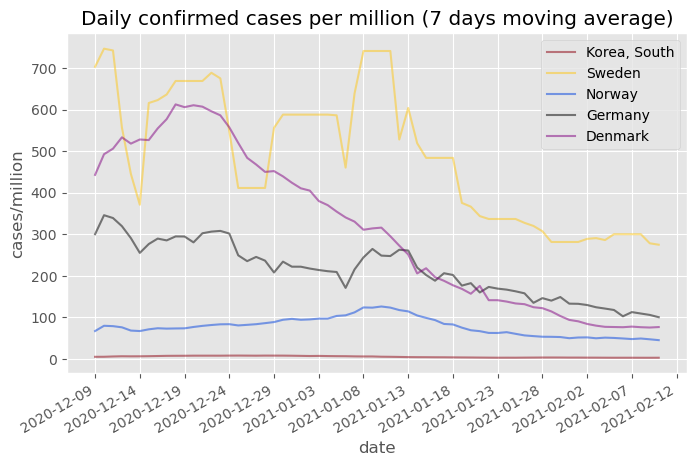 Daily confirmed cases per million (7 days moving average)
Korea, South
Sweden
Norway
Germany
Denmark
cases/million
700
600
500
400
300
200
100
0
2020-12-09
2020-12-14
2020-12-19
2020-12-24
2020-12-29
2021-01-03
2021-01-08
2021-01-13
2021-01-18
2021-01-23
2021-01-28
2021-02-02
2021-02-07
2021-02-12
date